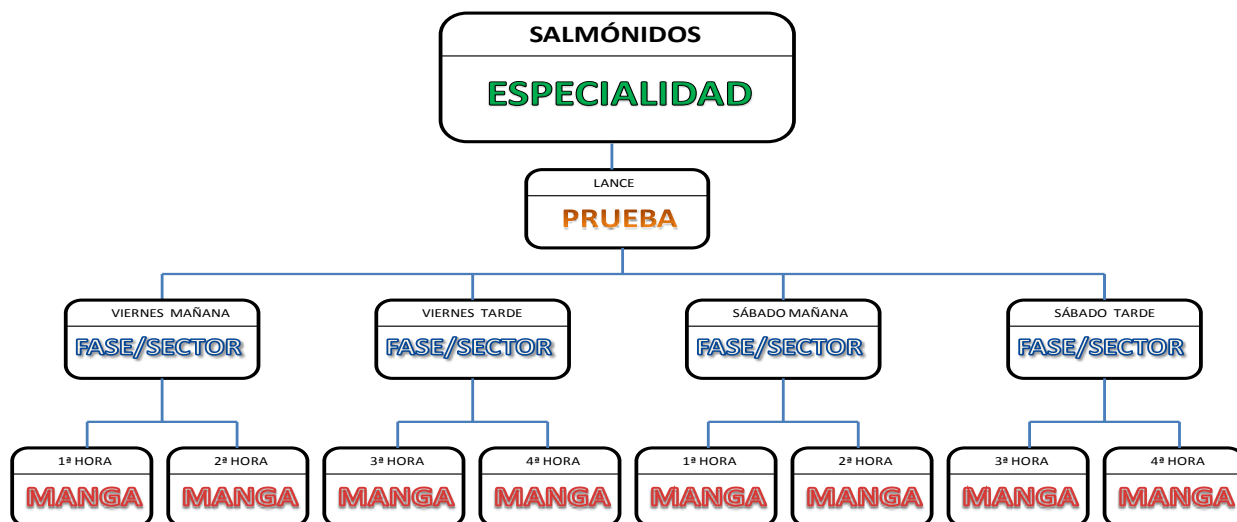 SALMÓNIDOS
ESPECIALIDAD
LANCE
PRUEBA
VIERNES MAÑANA
FASE/SECTOR
VIERNES TARDE
FASE/SECTOR
SÁBADO MAÑANA
FASE/SECTOR
SÁBADO TARDE
FASE/SECTOR
1ª HORA
MANGA
2ª HORA
MANGA
3ª HORA
MANGA
4ª HORA
MANGA
1ª HORA
MANGA
2ª HORA
MANGA
3ª HORA
MANGA
4ª HORA
MANGA